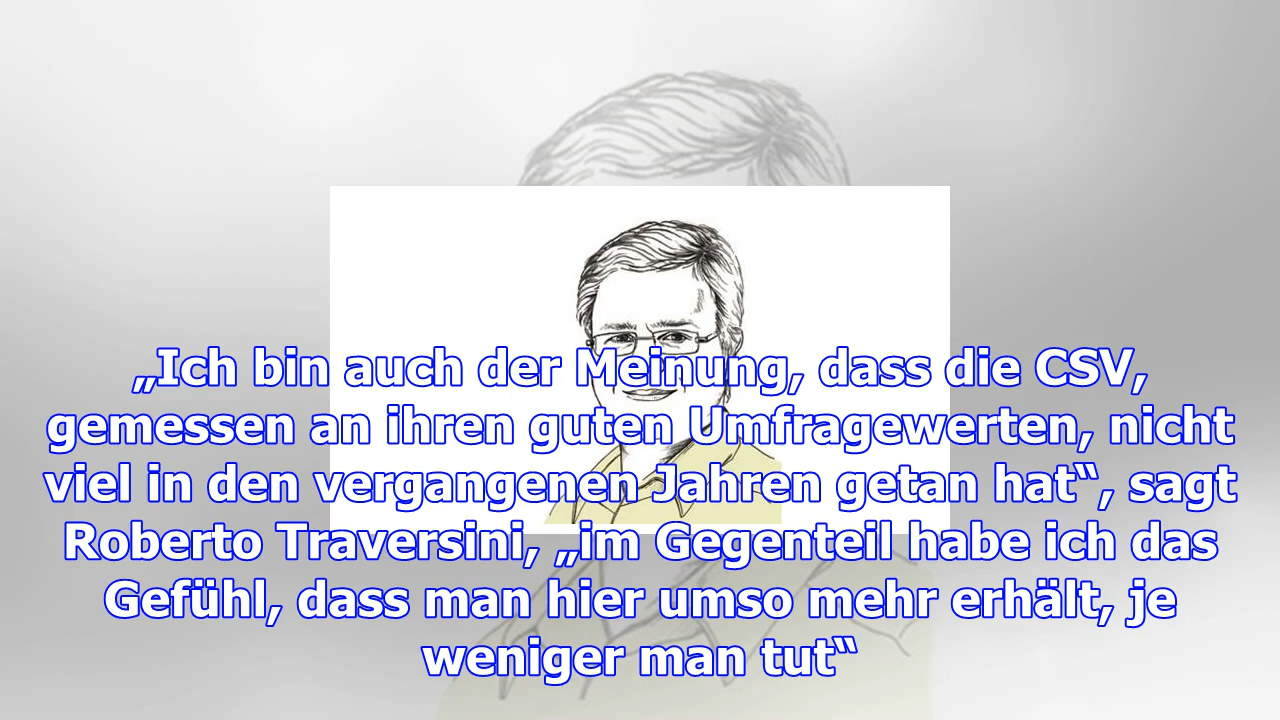 „Ich bin auch der Meinung, dass die CSV,
gemessen an ihren guten Umfragewerten, nicht
viel in den vergangenen Jahren getan hat“, sagt
Roberto Traversini, „im Gegenteil habe ich das
Gefühl, dass man hier umso mehr erhält, je
weniger man tut“